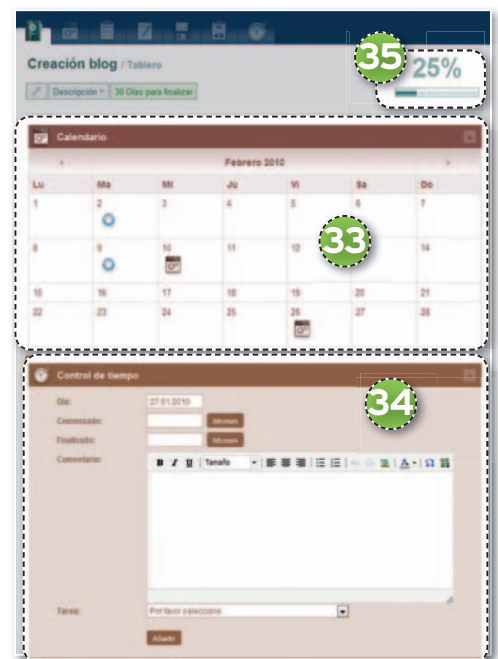 35
25%
Creación blog / Tablero
Descripción
30 Días para finalizar
Calendario
Febrero 2010
Lu Ma Mi Ju Vi Sa Do
1 2 3 4 5 6 7
33
8 9 10 11 12 14
15 16 17 18 19 20 21
22 23 24 25 26 27 28
Control de tiempo
34
Día: 27.01.2010
Comenzado:
Finalizado:
Comentario:
B I U Tamaño
Tarea: Por favor seleccione
Añadir